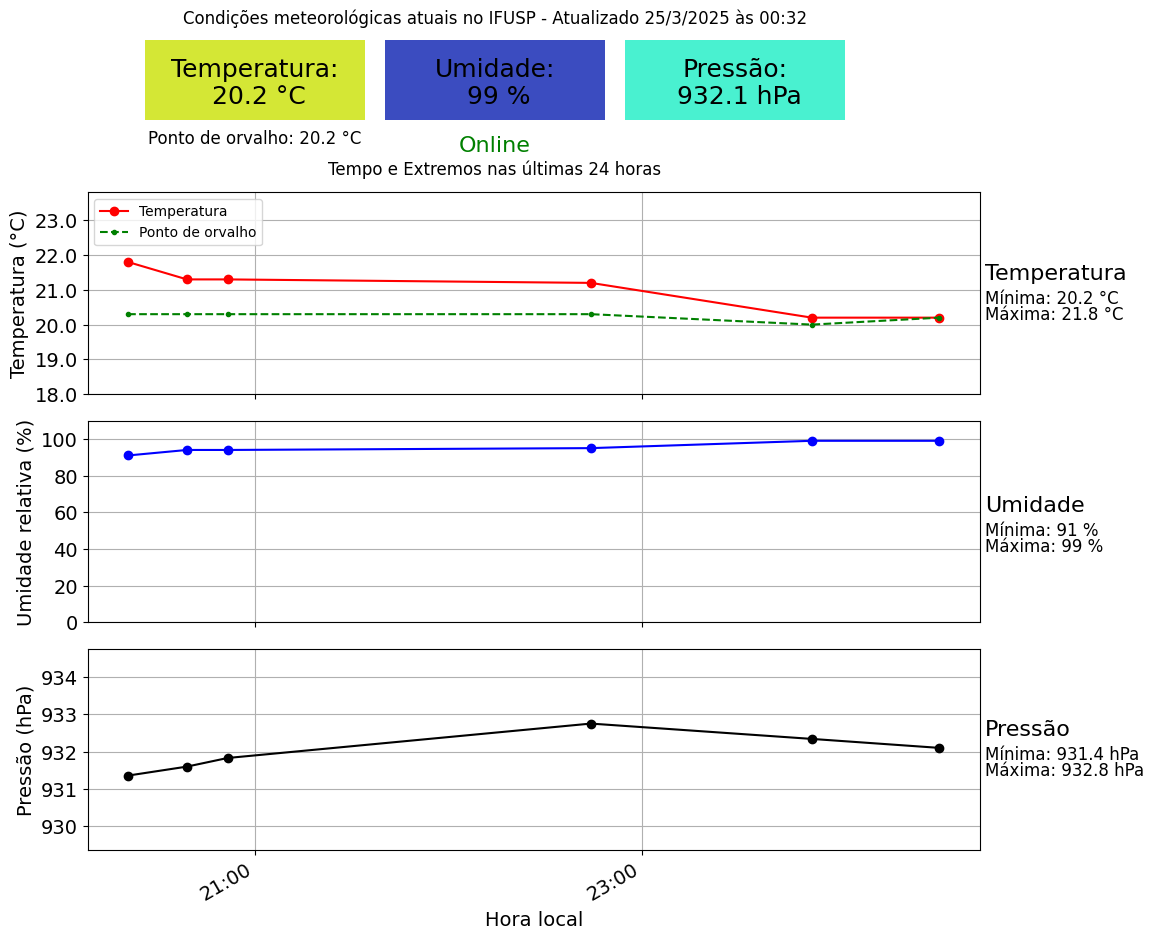 Condições meteorológicas atuais no IFUSP - Atualizado 25/3/2025 às 00:32
Temperatura:
20.2 °C
Umidade:
99 %
Pressão:
932.1 hPa
Ponto de orvalho: 20.2 °C
Online
Tempo e Extremos nas últimas 24 horas
Temperatura (°C)
23.0
22.0
21.0
20.0
19.0
18.0
Temperatura
Ponto de orvalho
Temperatura
Mínima: 20.2 °C
Máxima: 21.8 °C
Umidade relativa (%)
100
80
60
40
20
0
Umidade
Mínima: 91 %
Máxima: 99 %
Pressão (hPa)
934
933
932
931
930
Pressão
Mínima: 931.4 hPa
Máxima: 932.8 hPa
21:00
23:00
Hora local